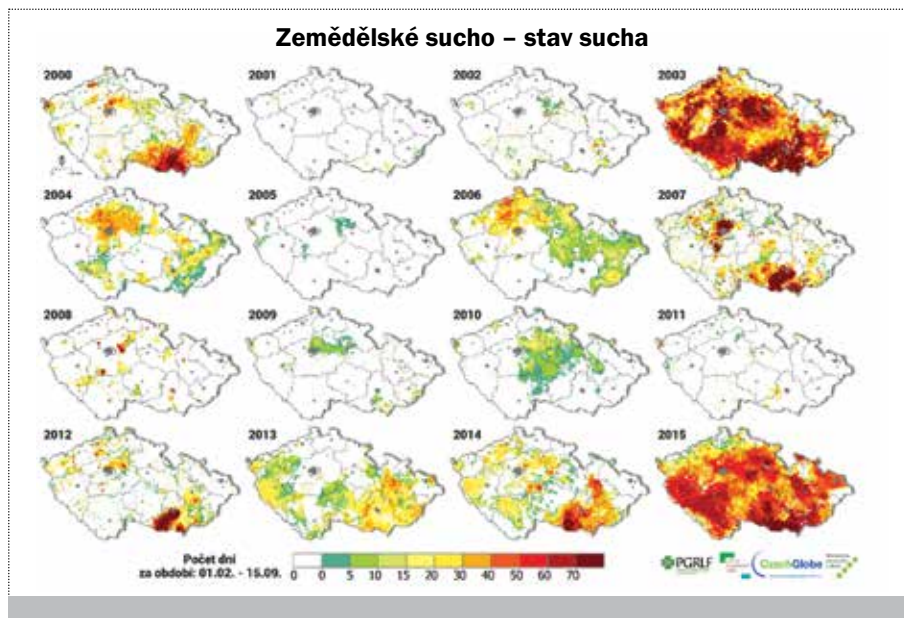 Zemědělské sucho – stav sucha
2000 2001 2002 2003
2004 2005 2006 2007
2008 2009 2010 2011
2012 2013 2014 2015
Počet dní
za období: 01.02. - 15.09.
0 0 5 10 15 20 30 40 50 60 70
PGRLF
CzechGlobe